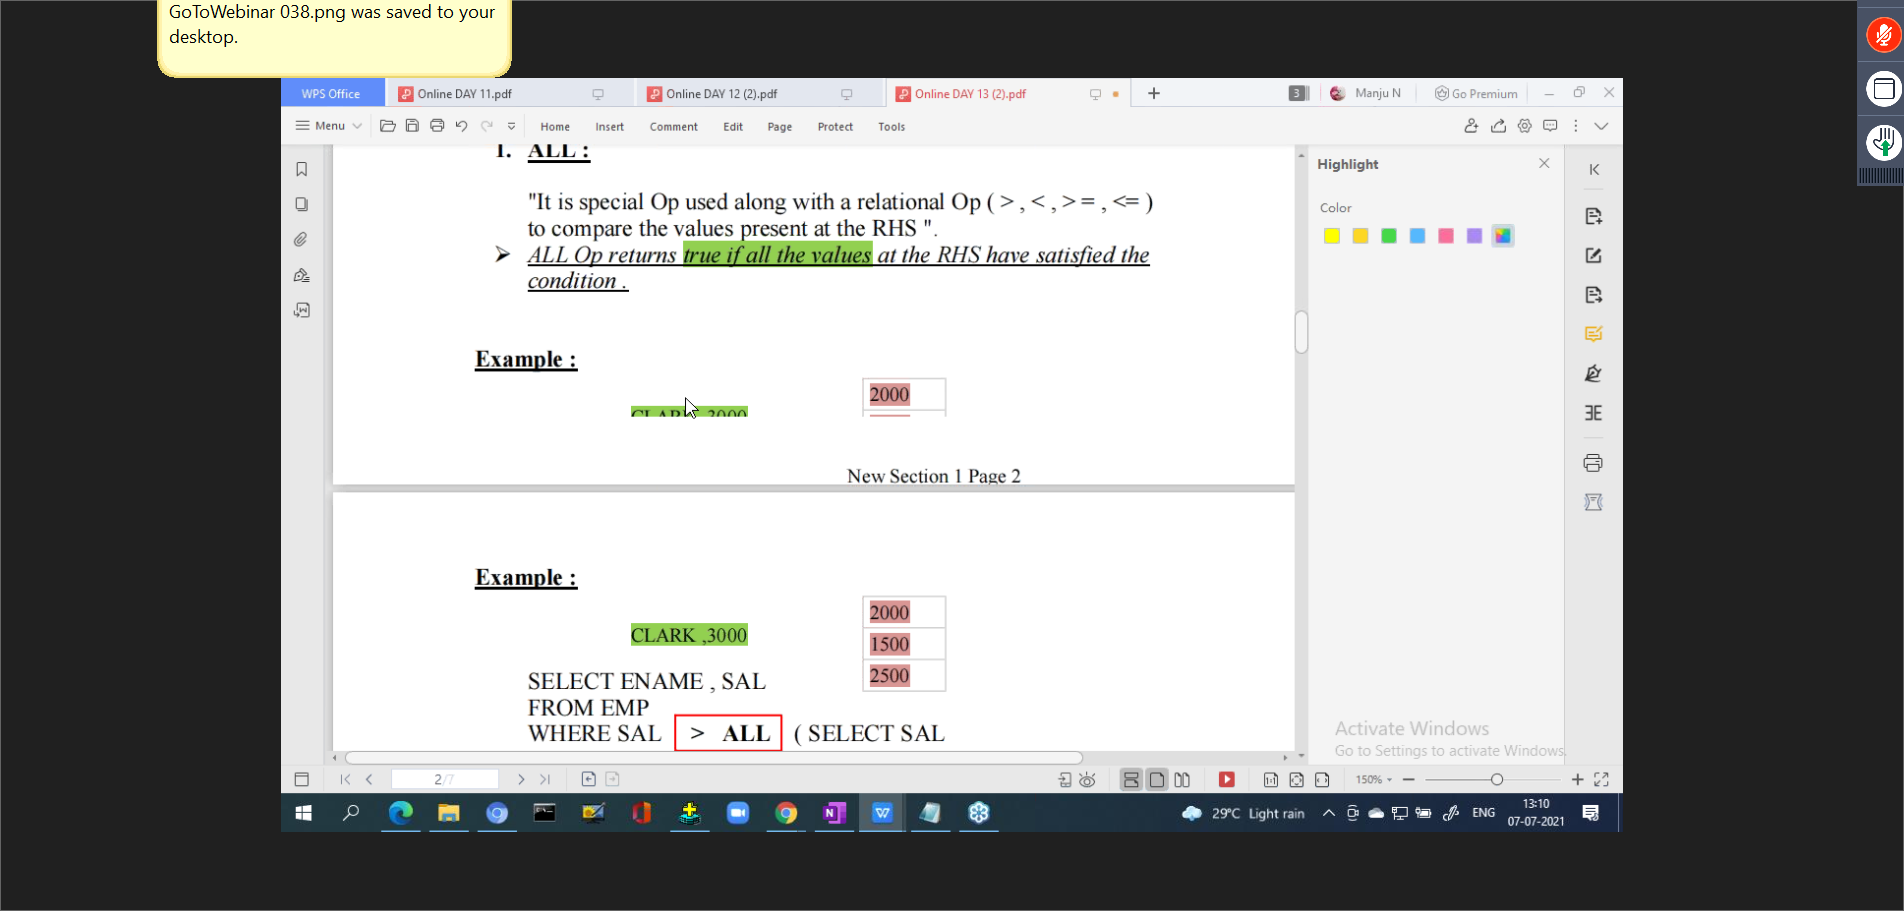 GoToWebinar 038.png was saved to your
desktop.
WPS Office
Online DAY 11.pdf
Online DAY 12 (2).pdf
Online DAY 13 (2).pdf
3
Manju N
Go Premium
Menu
Home Insert Comment Edit Page Protect Tools
1. ALL :
"It is special Op used along with a relational Op ( > , < , > = , <= )
to compare the values present at the RHS ".
➢ ALL Op returns true if all the values at the RHS have satisfied the
condition .
Example :
2000
CLARK ,3000
New Section 1 Page 2
Example :
2000
CLARK ,3000
1500
2500
SELECT ENAME , SAL
FROM EMP
WHERE SAL > ALL ( SELECT SAL
Highlight
Color
Activate Windows
Go to Settings to activate Windows.
2/7
150%
29°C Light rain
ENG
13:10
07-07-2021